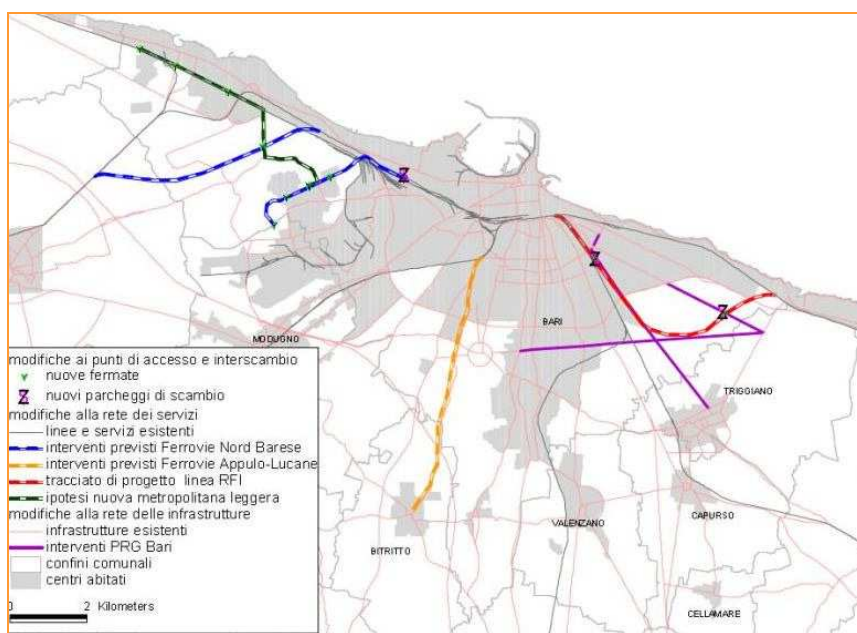 BARI
MODUGNO
TRIGGIANO
CAPURSO
VALENZANO
BITRITTO
CELLAMARE
modifiche ai punti di accesso e interscambio
nuove fermate
nuovi parcheggi di scambio
modifiche alla rete dei servizi
linee e servizi esistenti
interventi previsti Ferrovie Nord Barese
interventi previsti Ferrovie Appulo-Lucane
tracciato di progetto linea RFI
ipotesi nuova metropolitana leggera
modifiche alla rete delle infrastrutture
infrastrutture esistenti
interventi PRG Bari
confini comunali
centri abitati
0 2 Kilometers